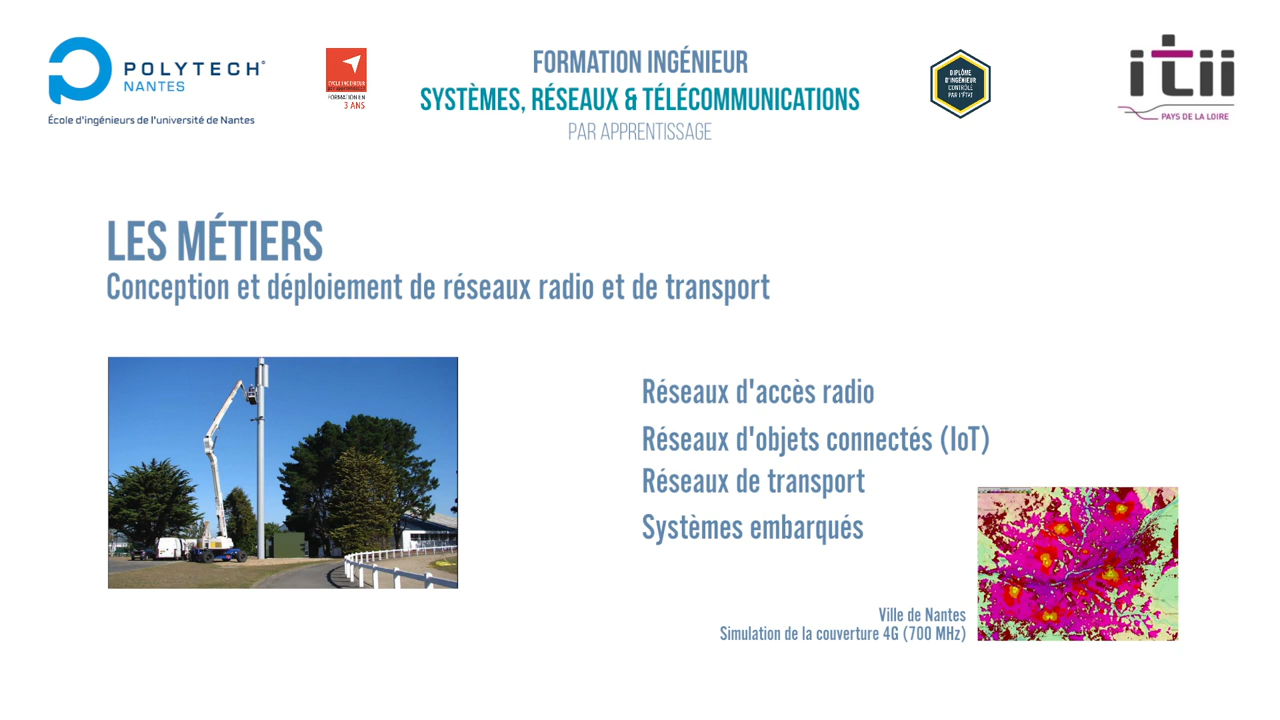 POLYTECH°
NANTES
École d'ingénieurs de l'université de Nantes
CYCLE INGENIEUR
FORMATION EN
3 ANS
FORMATION INGÉNIEUR
SYSTÈMES, RÉSEAUX & TÉLÉCOMMUNICATIONS
PAR APPRENTISSAGE
DIPLÔME
D'INGÉNIEUR
CONTRÔLÉ
PAR L'ÉTAT
itii
PAYS DE LA LOIRE
LES MÉTIERS
Conception et déploiement de réseaux radio et de transport
Réseaux d'accès radio
Réseaux d'objets connectés (IoT)
Réseaux de transport
Systèmes embarqués
Ville de Nantes
Simulation de la couverture 4G (700 MHz)